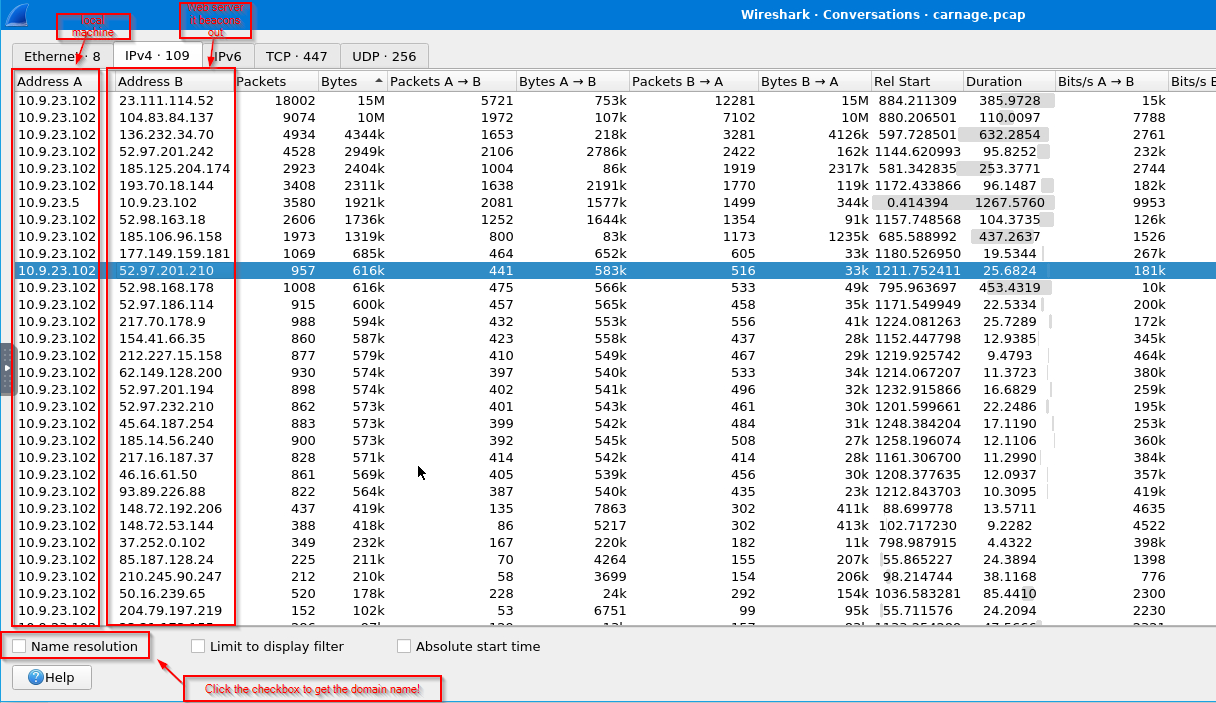 Wireshark · Conversations · carnage.pcap
local
machine
Web server
it beacons
out
Ethernet · 8 IPv4 · 109 IPv6 TCP · 447 UDP · 256
Address A Address B Packets Bytes Packets A → B Bytes A → B Packets B → A Bytes B → A Rel Start Duration Bits/s A → B Bits/s E
10.9.23.102 23.111.114.52 18002 15M 5721 753k 12281 15M 884.211309 385.9728 15k
10.9.23.102 104.83.84.137 9074 10M 1972 107k 7102 10M 880.206501 110.0097 7788
10.9.23.102 136.232.34.70 4934 4344k 1653 218k 3281 4126k 597.728501 632.2854 2761
10.9.23.102 52.97.201.242 4528 2949k 2106 2786k 2422 162k 1144.620993 95.8252 232k
10.9.23.102 185.125.204.174 2923 2404k 1004 86k 1919 2317k 581.342835 253.3771 2744
10.9.23.102 193.70.18.144 3408 2311k 1638 2191k 1770 119k 1172.433866 96.1487 182k
10.9.23.5 10.9.23.102 3580 1921k 2081 1577k 1499 344k 0.414394 1267.5760 9953
10.9.23.102 52.98.163.18 2606 1736k 1252 1644k 1354 91k 1157.748568 104.3735 126k
10.9.23.102 185.106.96.158 1973 1319k 800 83k 1173 1235k 685.588992 437.2637 1526
10.9.23.102 177.149.159.181 1069 685k 464 652k 605 33k 1180.526950 19.5344 267k
10.9.23.102 52.97.201.210 957 616k 441 583k 516 33k 1211.752411 25.6824 181k
10.9.23.102 52.98.168.178 1008 616k 475 566k 533 49k 795.963697 453.4319 10k
10.9.23.102 52.97.186.114 915 600k 457 565k 458 35k 1171.549949 22.5334 200k
10.9.23.102 217.70.178.9 988 594k 432 553k 556 41k 1224.081263 25.7289 172k
10.9.23.102 154.41.66.35 860 587k 423 558k 437 28k 1152.447798 12.9385 345k
10.9.23.102 212.227.15.158 877 579k 410 549k 467 29k 1219.925742 9.4793 464k
10.9.23.102 62.149.128.200 930 574k 397 540k 533 34k 1214.067207 11.3723 380k
10.9.23.102 52.97.201.194 898 574k 402 541k 496 32k 1232.915866 16.6829 259k
10.9.23.102 52.97.232.210 862 573k 401 543k 461 30k 1201.599661 22.2486 195k
10.9.23.102 45.64.187.254 883 573k 399 542k 484 31k 1248.384204 17.1190 253k
10.9.23.102 185.14.56.240 900 573k 392 545k 508 27k 1258.196074 12.1106 360k
10.9.23.102 217.16.187.37 828 571k 414 542k 414 28k 1161.306700 11.2990 384k
10.9.23.102 46.16.61.50 861 569k 405 539k 456 30k 1208.377635 12.0937 357k
10.9.23.102 93.89.226.88 822 564k 387 540k 435 23k 1212.843703 10.3095 419k
10.9.23.102 148.72.192.206 437 419k 135 7863 302 411k 88.699778 13.5711 4635
10.9.23.102 148.72.53.144 388 418k 86 5217 302 413k 102.717230 9.2282 4522
10.9.23.102 37.252.0.102 349 232k 167 220k 182 11k 798.987915 4.4322 398k
10.9.23.102 85.187.128.24 225 211k 70 4264 155 207k 55.865227 24.3894 1398
10.9.23.102 210.245.90.247 212 210k 58 3699 154 206k 98.214744 38.1168 776
10.9.23.102 50.16.239.65 520 178k 228 24k 292 154k 1036.583281 85.4410 2300
10.9.23.102 204.79.197.219 152 102k 53 6751 99 95k 55.711576 24.2094 2230
Name resolution Limit to display filter Absolute start time
Help
Click the checkbox to get the domain name!